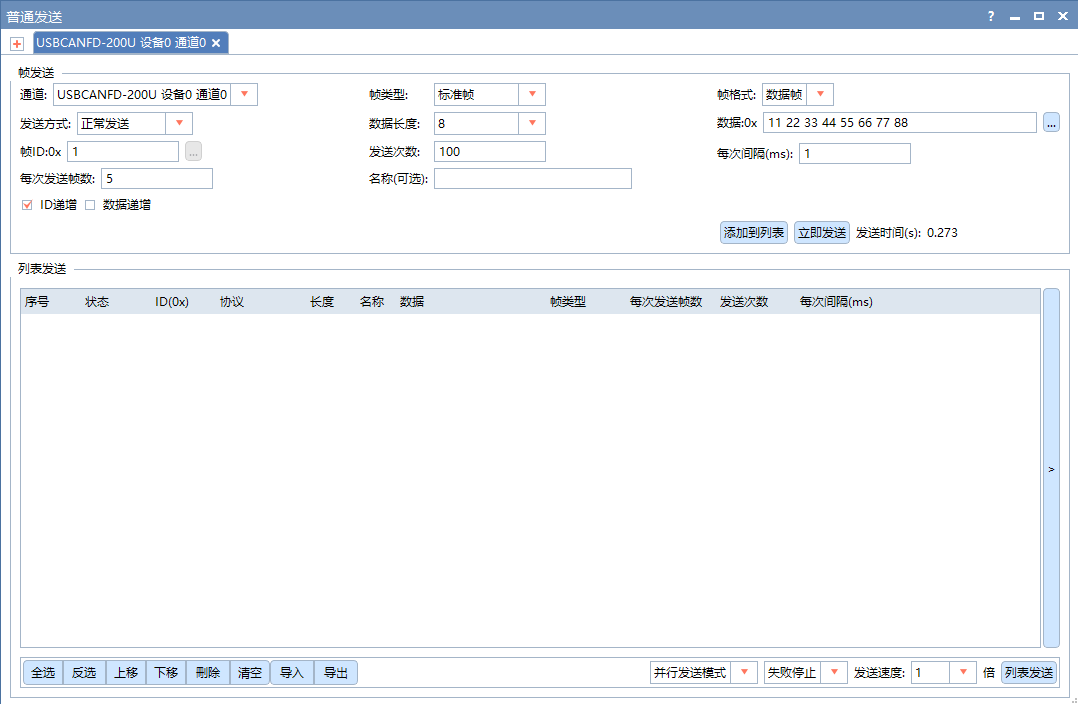 普通发送 ?
USBCANFD-200U 设备0 通道0
帧发送
通道: USBCANFD-200U 设备0 通道0 帧类型: 标准帧 帧格式: 数据帧
发送方式: 正常发送 数据长度: 8 数据:0x 11 22 33 44 55 66 77 88 ...
帧ID:0x 1 ... 发送次数: 100 每次间隔(ms): 1
每次发送帧数: 5 名称(可选):
ID递增 数据递增
添加到列表 立即发送 发送时间(s): 0.273
列表发送
序号 状态 ID(0x) 协议 长度 名称 数据 帧类型 每次发送帧数 发送次数 每次间隔(ms)
>
全选 反选 上移 下移 删除 清空 导入 导出 并行发送模式 失败停止 发送速度: 1 倍 列表发送